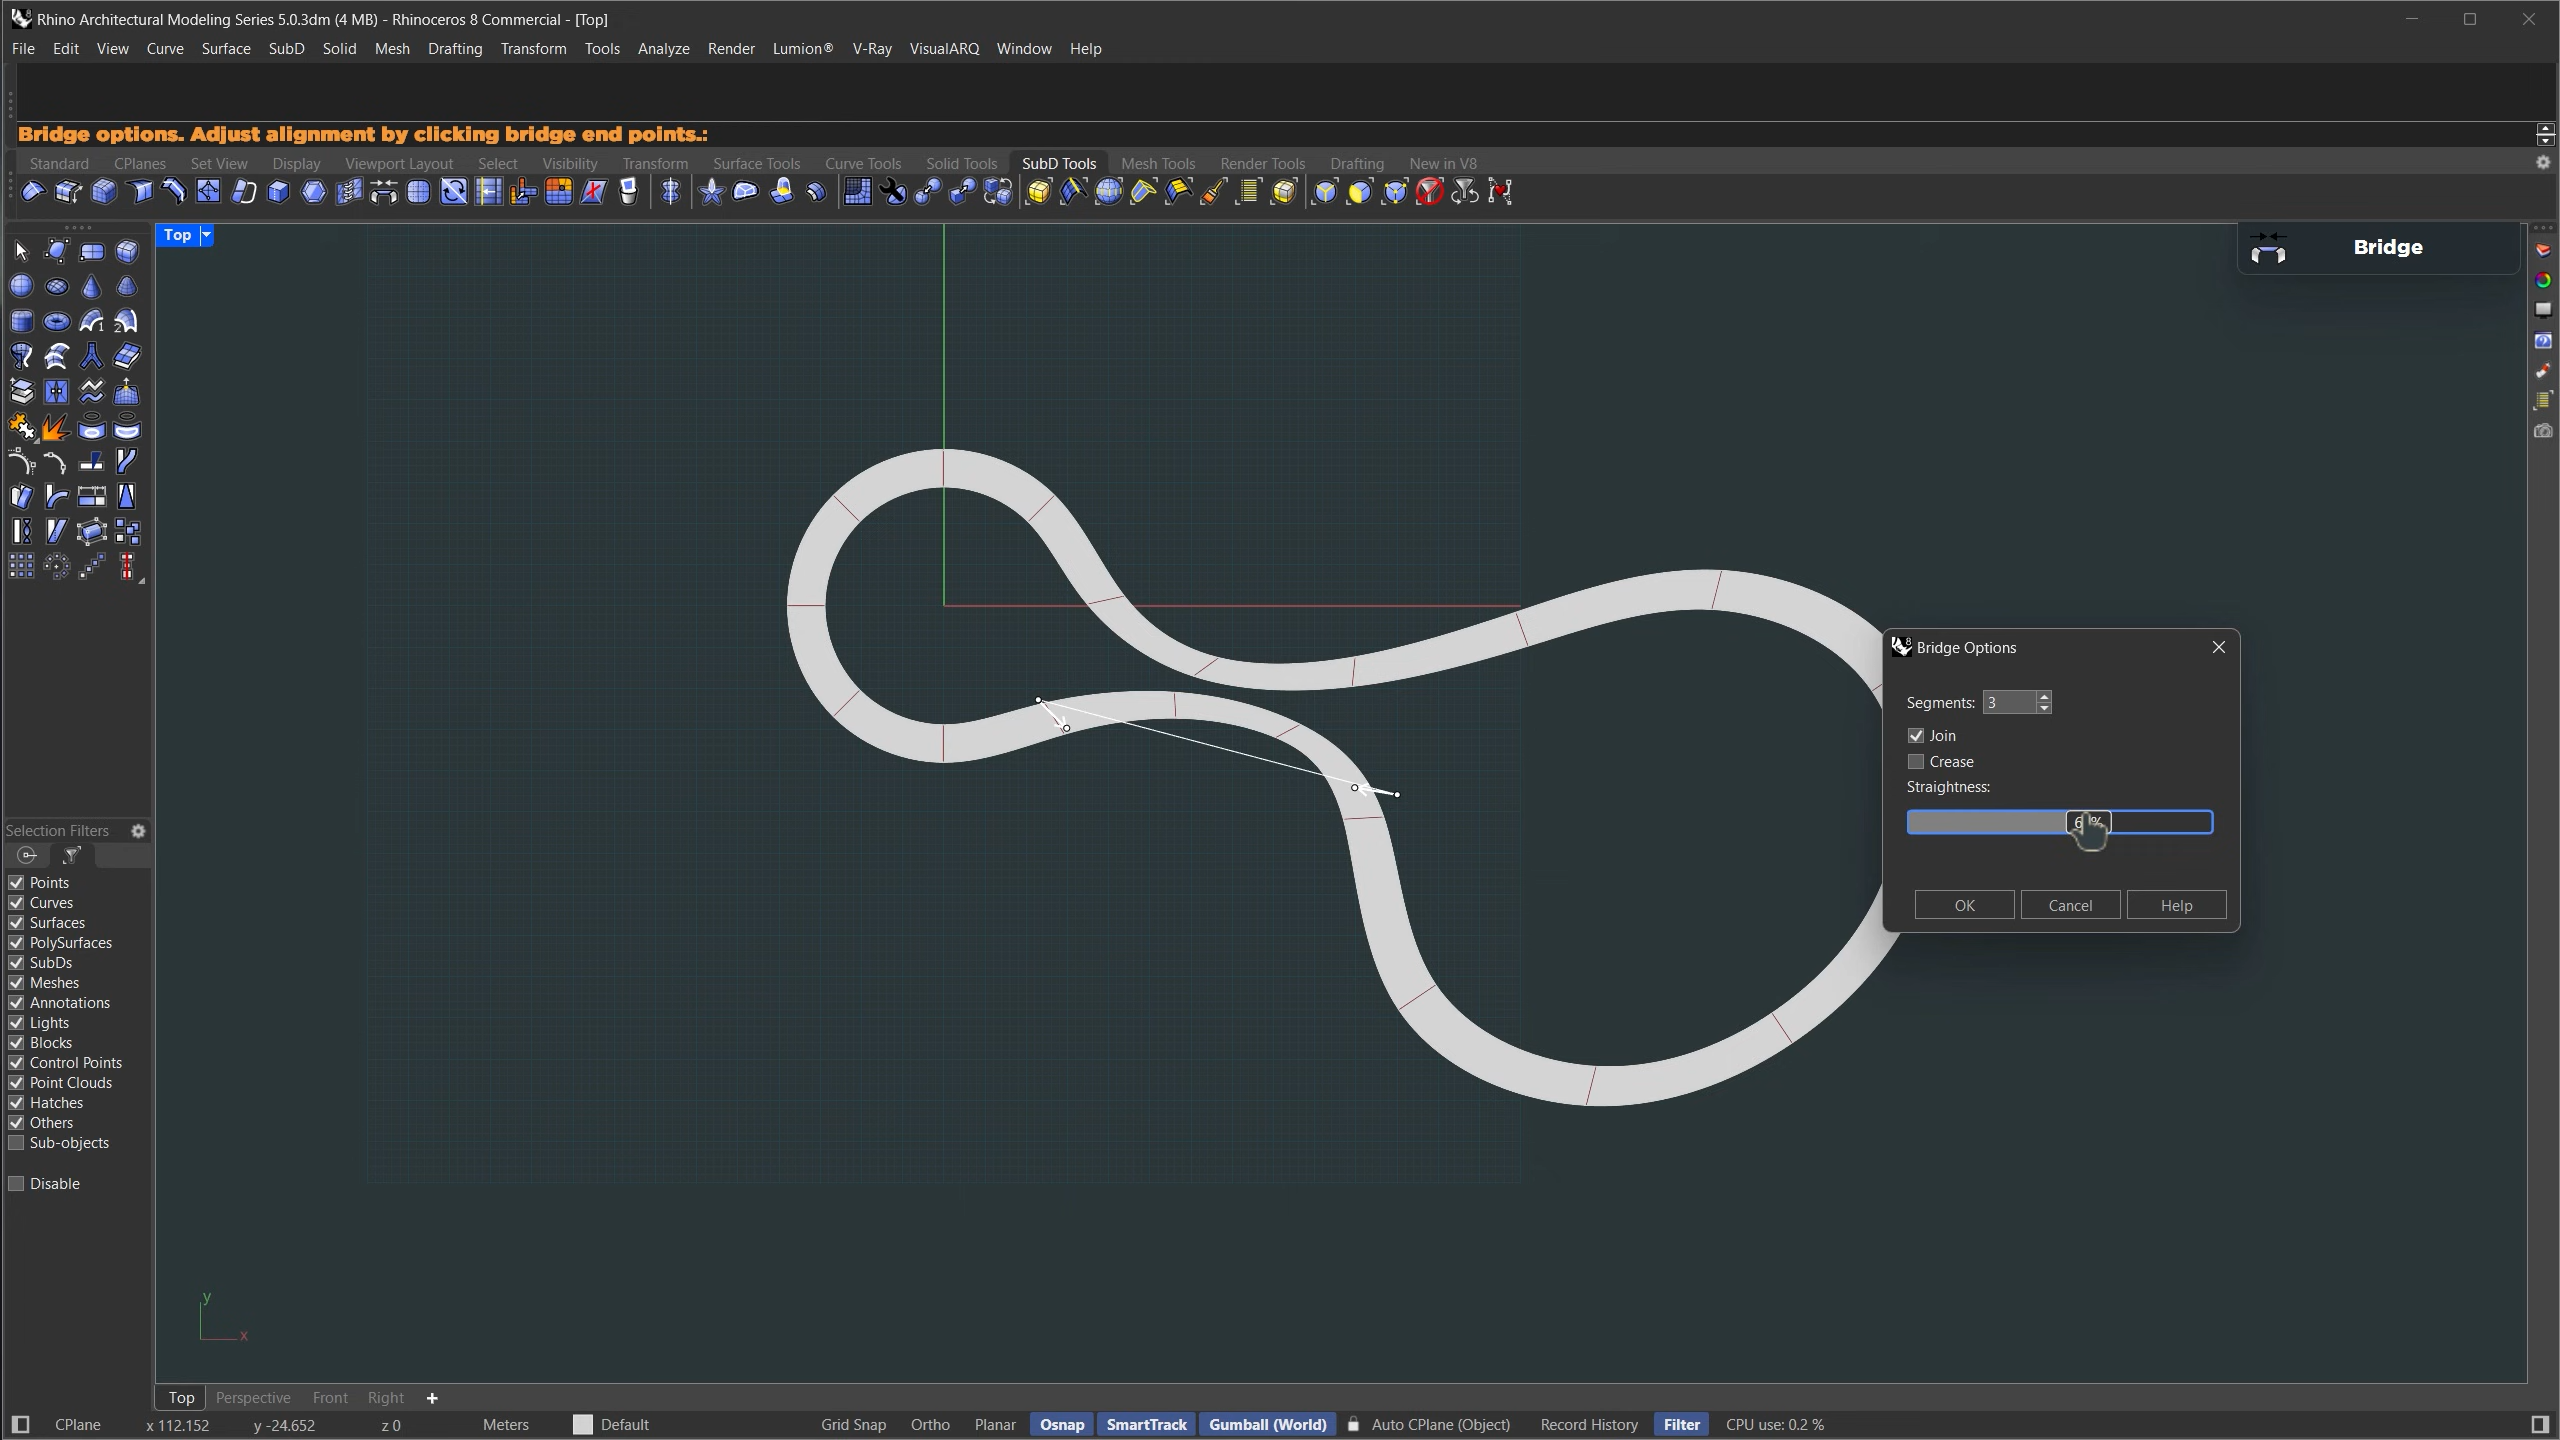 Rhino Architectural Modeling Series 5.0.3dm (4 MB) - Rhinoceros 8 Commercial - [Top]
File Edit View Curve Surface SubD Solid Mesh Drafting Transform Tools Analyze Render Lumion® V-Ray VisualARQ Window Help
Bridge options. Adjust alignment by clicking bridge end points.:
Standard CPlanes Set View Display Viewport Layout Select Visibility Transform Surface Tools Curve Tools Solid Tools SubD Tools Mesh Tools Render Tools Drafting New in V8
Top
Bridge
Bridge Options
Segments: 3
Join
Crease
Straightness:
OK Cancel Help
Selection Filters
Points
Curves
Surfaces
PolySurfaces
SubDs
Meshes
Annotations
Lights
Blocks
Control Points
Point Clouds
Hatches
Others
Sub-objects
Disable
y
x
Top Perspective Front Right
CPlane x 112.152 y -24.652 z 0 Meters Default Grid Snap Ortho Planar Osnap SmartTrack Gumball (World) Auto CPlane (Object) Record History Filter CPU use: 0.2 %